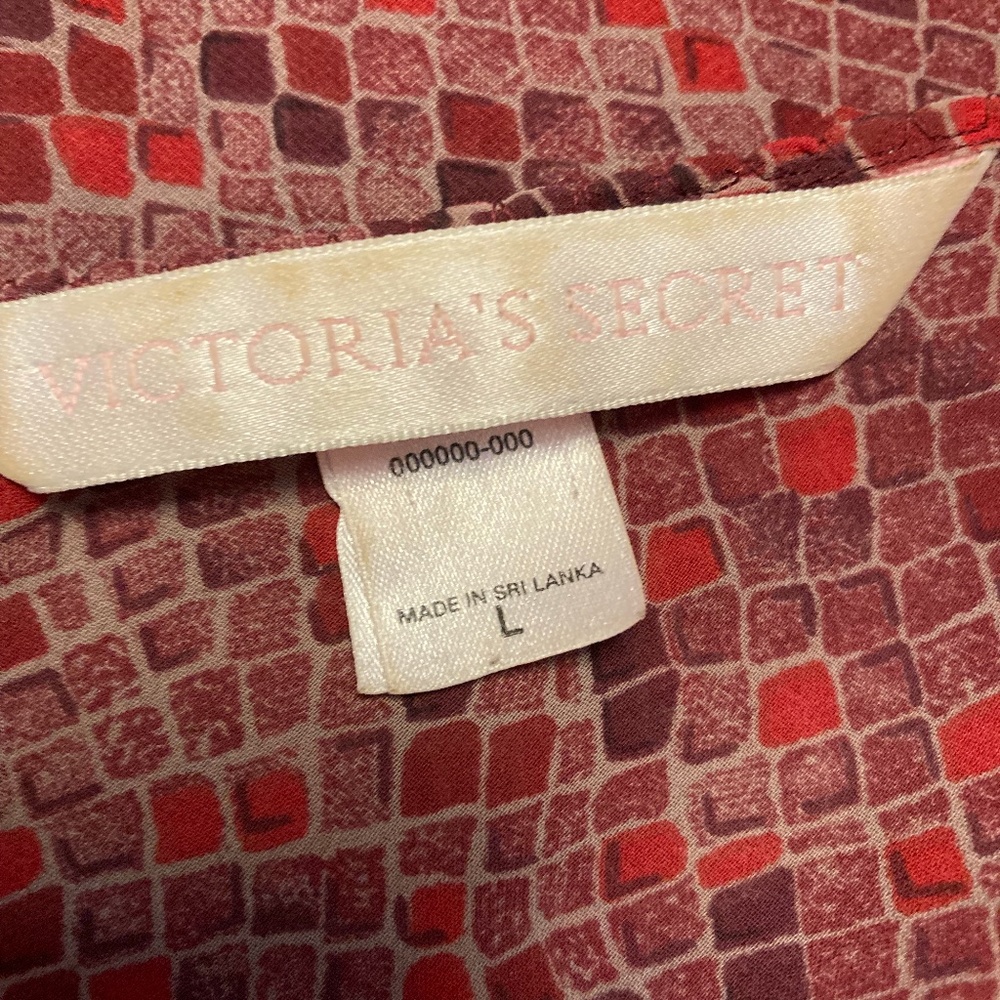 VICTORIA'S SECRET
000000-000
MADE IN SRI LANKA
L